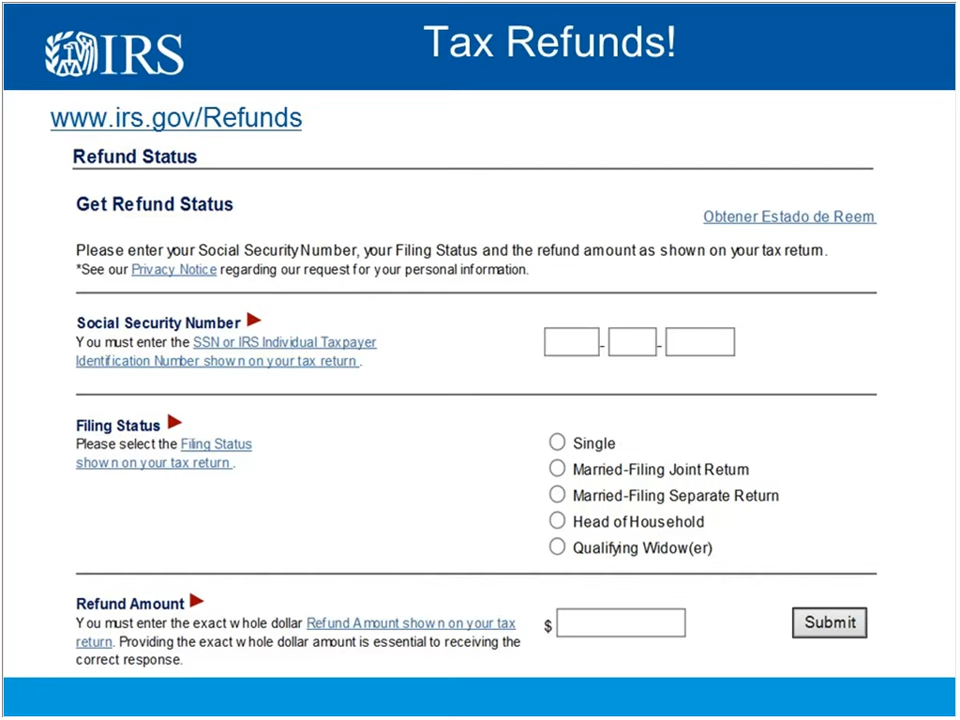 IRS
Tax Refunds!
www.irs.gov/Refunds
Refund Status
Get Refund Status
Obtener Estado de Reem
Please enter your Social Security Number, your Filing Status and the refund amount as shown on your tax return.
*See our Privacy Notice regarding our request for your personal information.
Social Security Number
You must enter the SSN or IRS Individual Taxpayer
Identification Number shown on your tax return .
- -
Filing Status
Please select the Filing Status
shown on your tax return .
Single
Married-Filing Joint Return
Married-Filing Separate Return
Head of Household
Qualifying Widow(er)
Refund Amount
You must enter the exact whole dollar Refund Amount shown on your tax
return. Providing the exact whole dollar amount is essential to receiving the
correct response.
$
Submit